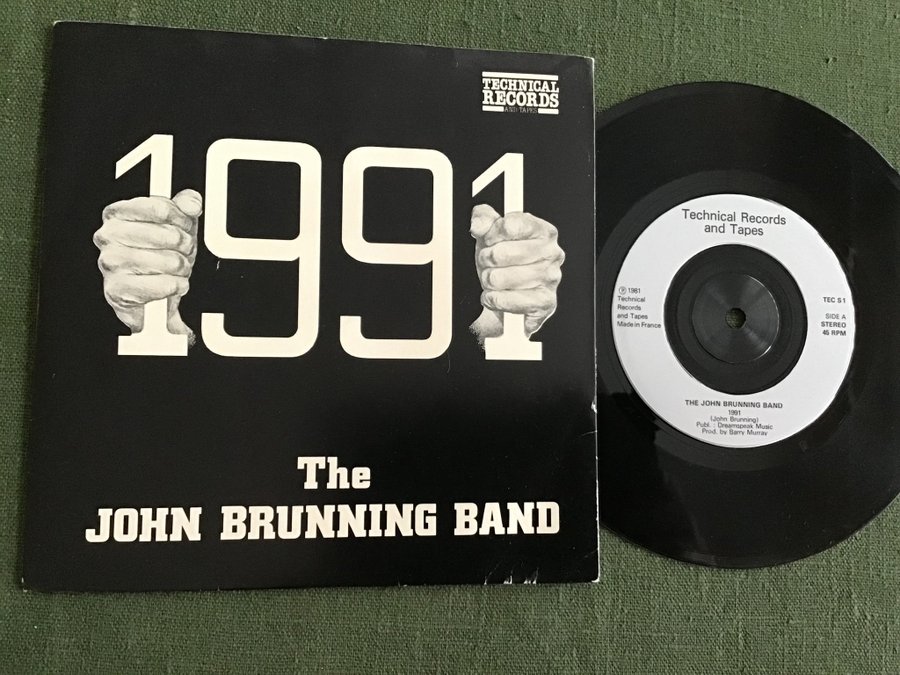 TECHNICAL
RECORDS
AND TAPES
1991
The
JOHN BRUNNING BAND
Technical Records
and Tapes
℗ 1981
Technical
Records
and Tapes
Made in France
TEC S 1
SIDE A
STEREO
45 RPM
THE JOHN BRUNNING BAND
1991
(John Brunning)
Publ. : Dreamspeak Music
Prod. by Barry Murray